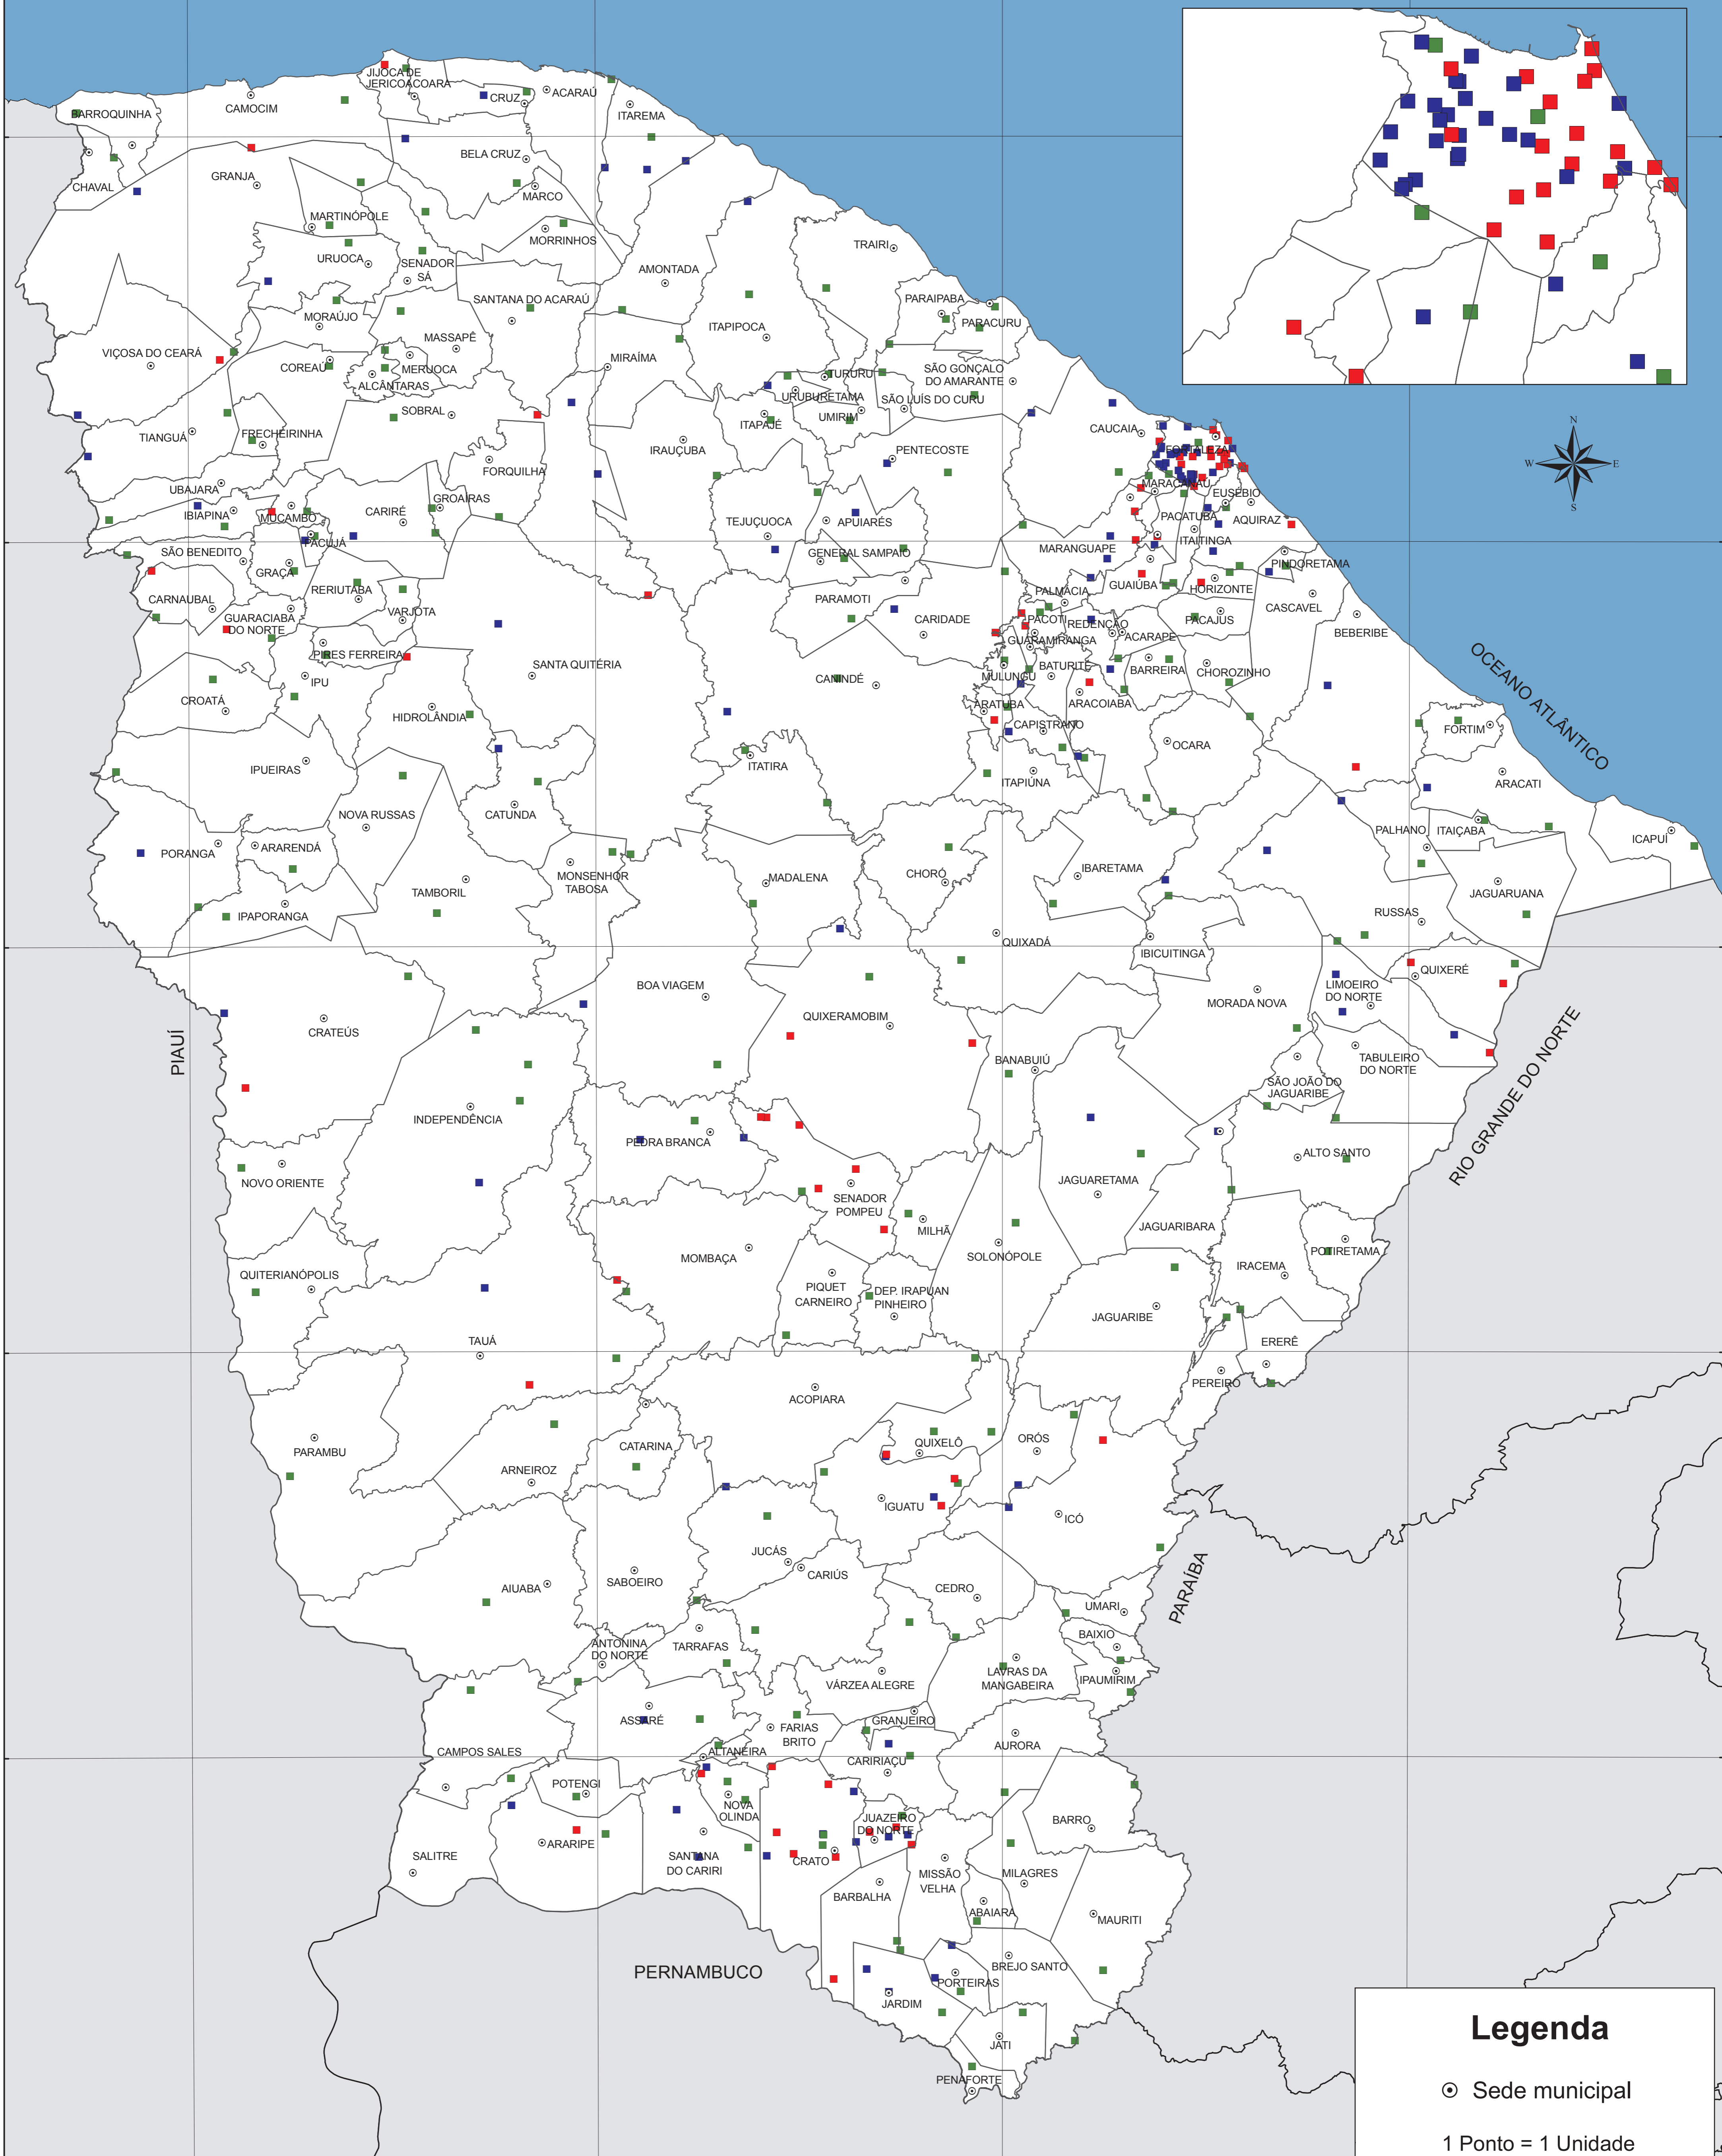 JIJOCA DE
JERICOACOARA
CRUZ
ACARAÚ
ITAREMA
BARROQUINHA
CAMOCIM
CHAVAL
GRANJA
BELA CRUZ
MARCO
MARTINÓPOLE
MORRINHOS
URUOCA
SENADOR
SÁ
TRAIRI
AMONTADA
SANTANA DO ACARAÚ
PARAIPABA
PARACURU
MORAÚJO
ITAPIPOCA
MASSAPÊ
VIÇOSA DO CEARÁ
COREAÚ
MERUOCA
ALCÂNTARAS
MIRAÍMA
TURURU
SÃO GONÇALO
DO AMARANTE
URUBURETAMA
SÃO LUÍS DO CURU
SOBRAL
ITAPAJÉ
UMIRIM
CAUCAIA
FORTALEZA
TIANGUÁ
FRECHEIRINHA
IRAUÇUBA
PENTECOSTE
FORQUILHA
MARACANAÚ
EUSÉBIO
UBAJARA
IBIAPINA
MUCAMBO
CARIRÉ
GROAÍRAS
TEJUÇUOCA
APUIARÉS
PACATUBA
AQUIRAZ
ITAITINGA
PACUJÁ
SÃO BENEDITO
GENERAL SAMPAIO
MARANGUAPE
PINDORETAMA
GRAÇA
RERIUTABA
GUAIÚBA
HORIZONTE
CARNAUBAL
VARJOTA
PARAMOTI
PALMÁCIA
CASCAVEL
GUARACIABA
DO NORTE
CARIDADE
PACOTI
REDENÇÃO
PACAJUS
BEBERIBE
GUARAMIRANGA
ACARAPE
PIRES FERREIRA
SANTA QUITÉRIA
BATURITÉ
BARREIRA
CHOROZINHO
IPU
CANINDÉ
MULUNGU
CROATÁ
ARATUBA
ARACOIABA
HIDROLÂNDIA
CAPISTRANO
OCARA
FORTIM
OCEANO ATLÂNTICO
IPUEIRAS
ITATIRA
ITAPIÚNA
ARACATI
NOVA RUSSAS
CATUNDA
PALHANO
ITAIÇABA
ICAPUÍ
PORANGA
ARARENDÁ
MONSENHOR
TABOSA
MADALENA
CHORÓ
IBARETAMA
TAMBORIL
JAGUARUANA
IPAPORANGA
RUSSAS
QUIXADÁ
IBICUITINGA
BOA VIAGEM
QUIXERÉ
LIMOEIRO
DO NORTE
MORADA NOVA
QUIXERAMOBIM
CRATEÚS
PIAUÍ
BANABUIÚ
TABULEIRO
DO NORTE
SÃO JOÃO DO
JAGUARIBE
RIO GRANDE DO NORTE
INDEPENDÊNCIA
PEDRA BRANCA
ALTO SANTO
NOVO ORIENTE
JAGUARETAMA
SENADOR
POMPEU
MILHÃ
JAGUARIBARA
MOMBAÇA
SOLONÓPOLE
POTIRETAMA
IRACEMA
QUITERIANÓPOLIS
PIQUET
CARNEIRO
DEP. IRAPUAN
PINHEIRO
JAGUARIBE
TAUÁ
ERERÊ
PEREIRO
ACOPIARA
PARAMBU
CATARINA
QUIXELÔ
ORÓS
ARNEIROZ
IGUATU
ICÓ
JUCÁS
CARIÚS
PARAÍBA
AIUABA
SABOEIRO
CEDRO
UMARI
BAIXIO
ANTONINA
DO NORTE
TARRAFAS
LAVRAS DA
MANGABEIRA
IPAUMIRIM
VÁRZEA ALEGRE
ASSARÉ
GRANJEIRO
FARIAS
BRITO
AURORA
CAMPOS SALES
ALTANEIRA
CARIRIAÇU
POTENGI
NOVA
OLINDA
JUAZEIRO
DO NORTE
BARRO
ARARIPE
SALITRE
SANTANA
DO CARIRI
CRATO
MISSÃO
VELHA
MILAGRES
BARBALHA
ABAIARA
MAURITI
PERNAMBUCO
BREJO SANTO
PORTEIRAS
JARDIM
JATI
PENAFORTE
N
W
E
S
Legenda
Sede municipal
1 Ponto = 1 Unidade